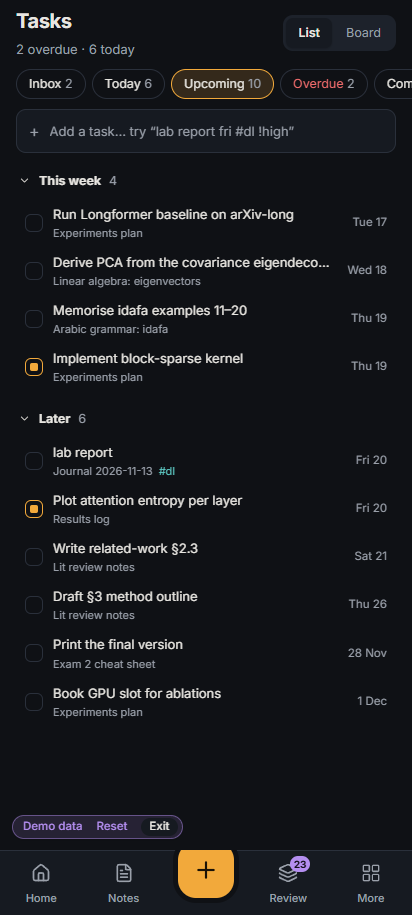 Tasks
2 overdue · 6 today
List Board
Inbox 2 Today 6 Upcoming 10 Overdue 2 Com
+ Add a task... try “lab report fri #dl !high”
This week 4
Run Longformer baseline on arXiv-long
Tue 17
Experiments plan
Derive PCA from the covariance eigendeco...
Wed 18
Linear algebra: eigenvectors
Memorise idafa examples 11–20
Thu 19
Arabic grammar: idafa
Implement block-sparse kernel
Thu 19
Experiments plan
Later 6
lab report
Fri 20
Journal 2026-11-13 #dl
Plot attention entropy per layer
Fri 20
Results log
Write related-work §2.3
Sat 21
Lit review notes
Draft §3 method outline
Thu 26
Lit review notes
Print the final version
28 Nov
Exam 2 cheat sheet
Book GPU slot for ablations
1 Dec
Experiments plan
Demo data Reset Exit
+
23
Home Notes Review More